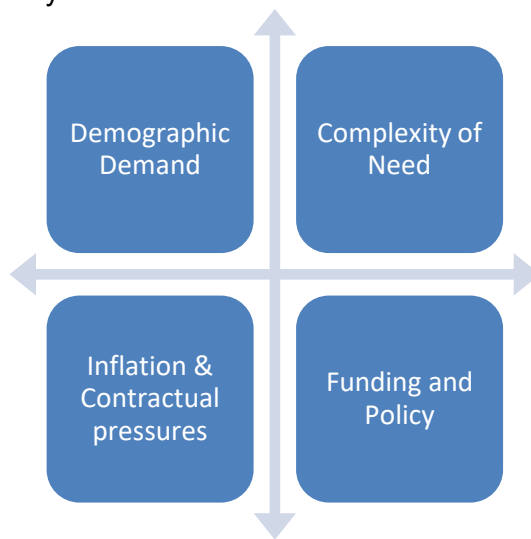 y
Demographic
Demand
Complexity of
Need
Inflation &
Contractual
pressures
Funding and
Policy